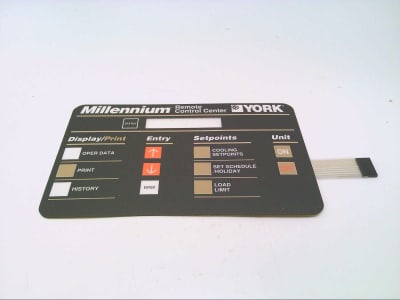 Millennium Remote Control Center YORK
STATUS
Display/Print Entry Setpoints Unit
OPER DATA COOLING SETPOINTS ON
PRINT SET SCHEDULE /HOLIDAY
HISTORY ENTER LOAD LIMIT